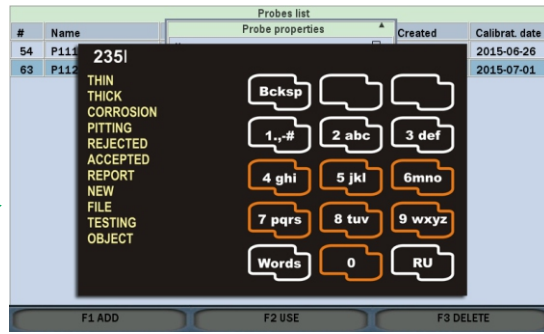 Probes list
# Name Probe properties Created Calibrat. date
54 P111 2015-06-26
63 P112 2015-07-01
235
THIN
THICK
CORROSION
PITTING
REJECTED
ACCEPTED
REPORT
NEW
FILE
TESTING
OBJECT
Bcksp
1.,-# 2 abc 3 def
4 ghi 5 jkl 6mno
7 pqrs 8 tuv 9 wxyz
Words 0 RU
F1 ADD F2 USE F3 DELETE